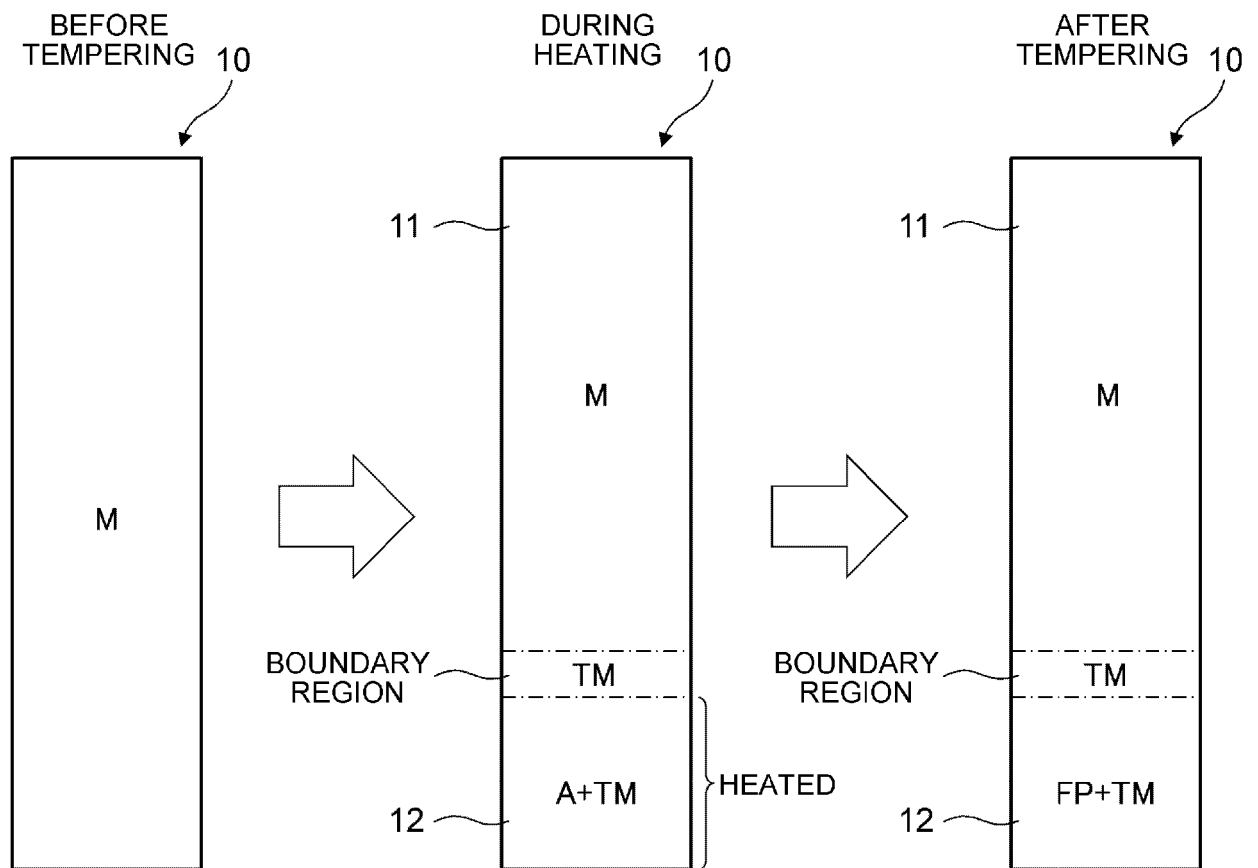 BEFORE
TEMPERING
10
M
DURING
HEATING
10
11
M
BOUNDARY
REGION
TM
A+TM
HEATED
12
AFTER
TEMPERING
10
11
M
BOUNDARY
REGION
TM
FP+TM
12